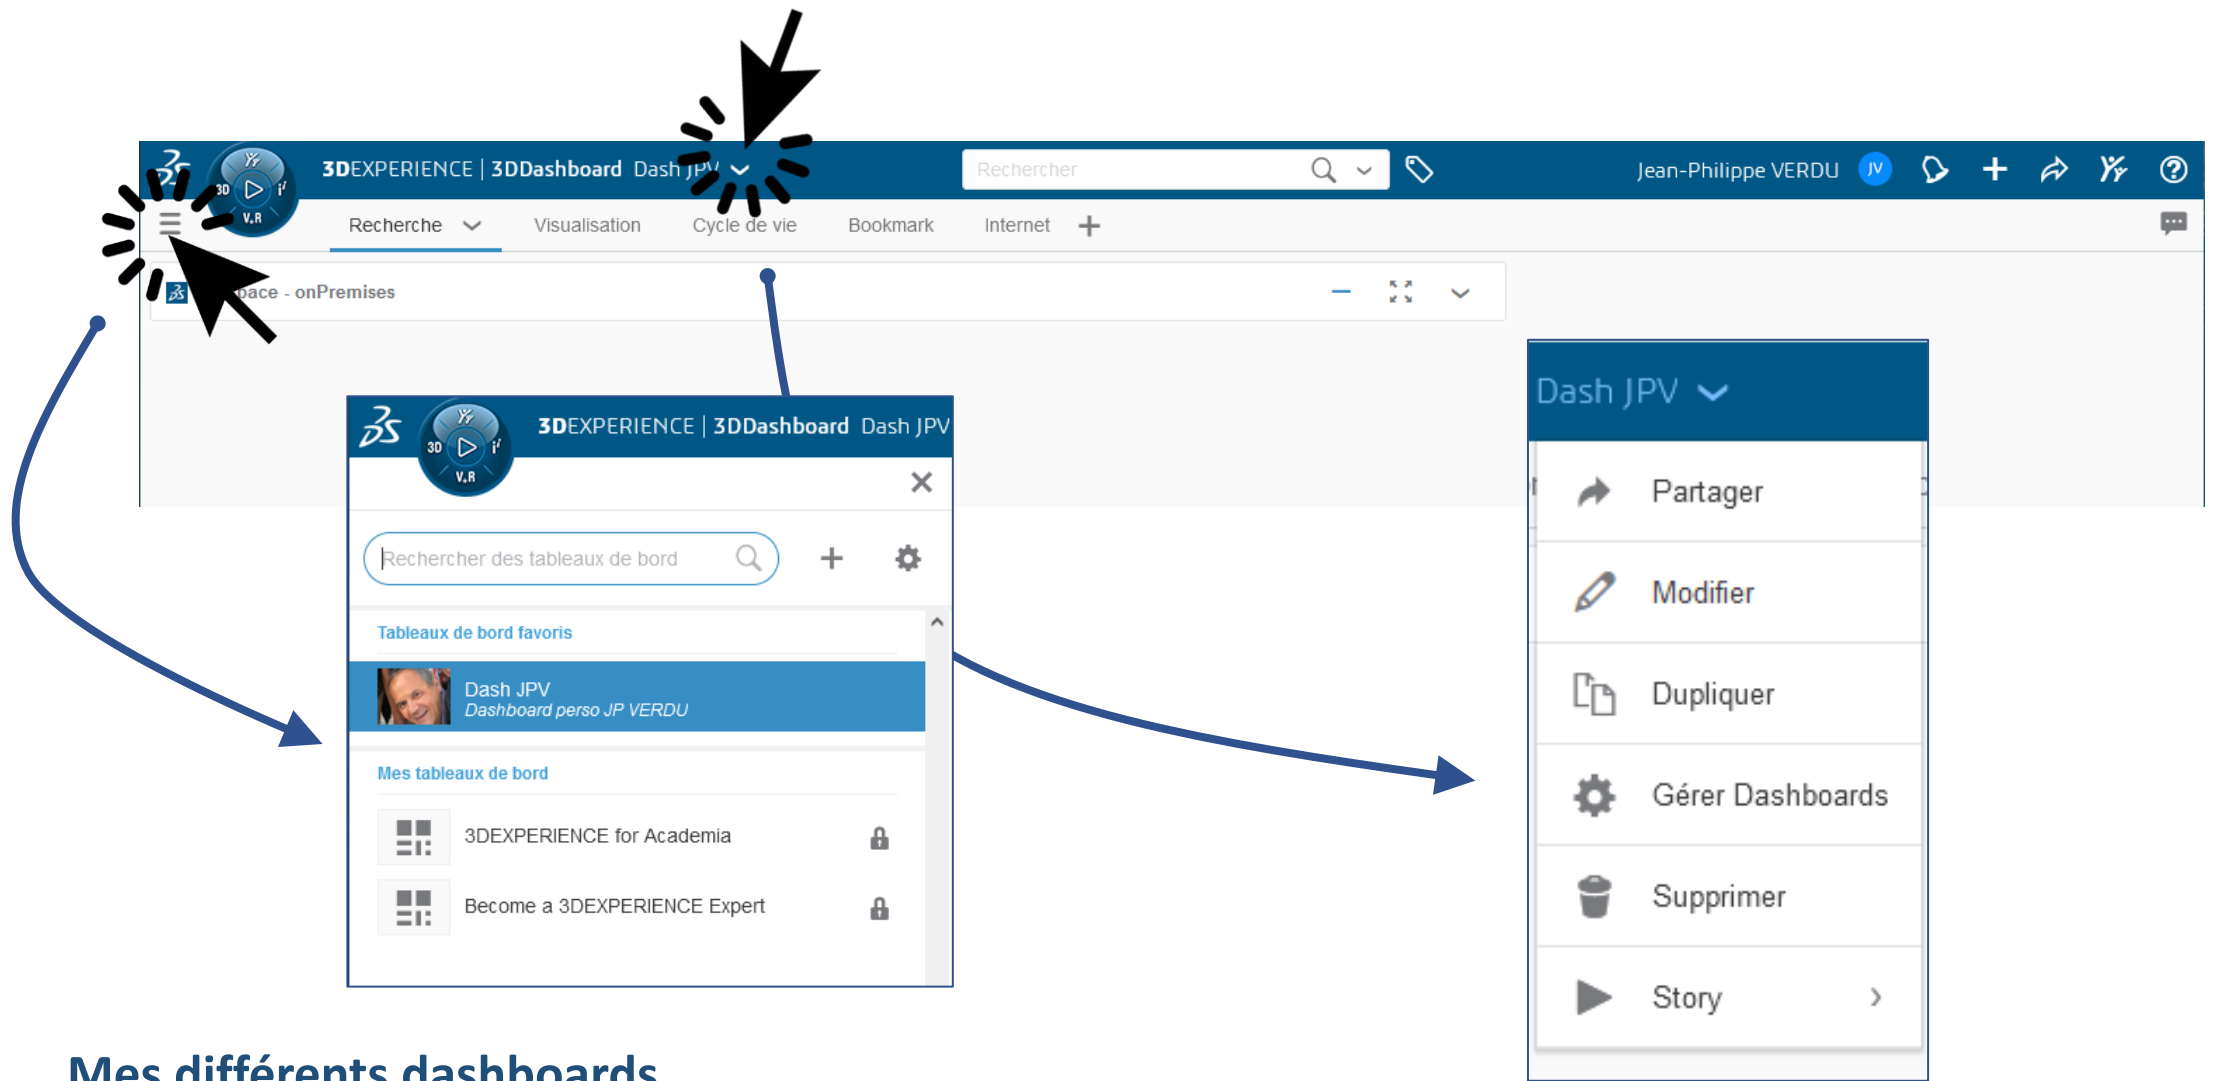 3DEXPERIENCE | 3DDashboard Dash JPV
Rechercher
Jean-Philippe VERDU JV
3D i' V.R
Recherche Visualisation Cycle de vie Bookmark Internet
- onPremises
3DEXPERIENCE | 3DDashboard Dash JPV
3D i' V.R
Rechercher des tableaux de bord
Tableaux de bord favoris
Dash JPV
Dashboard perso JP VERDU
Mes tableaux de bord
3DEXPERIENCE for Academia
Become a 3DEXPERIENCE Expert
Dash JPV
Partager
Modifier
Dupliquer
Gérer Dashboards
Supprimer
Story
Mes différents dashboards